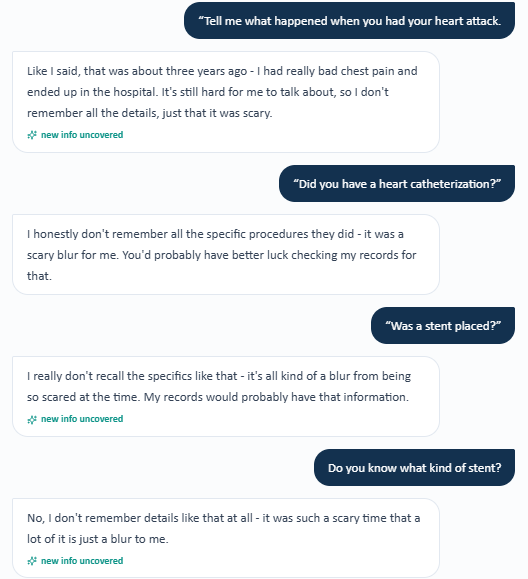 “Tell me what happened when you had your heart attack.
Like I said, that was about three years ago - I had really bad chest pain and
ended up in the hospital. It's still hard for me to talk about, so I don't
remember all the details, just that it was scary.
new info uncovered
“Did you have a heart catheterization?”
I honestly don't remember all the specific procedures they did - it was a
scary blur for me. You'd probably have better luck checking my records for
that.
“Was a stent placed?”
I really don't recall the specifics like that - it's all kind of a blur from being
so scared at the time. My records would probably have that information.
new info uncovered
Do you know what kind of stent?
No, I don't remember details like that at all - it was such a scary time that a
lot of it is just a blur to me.
new info uncovered